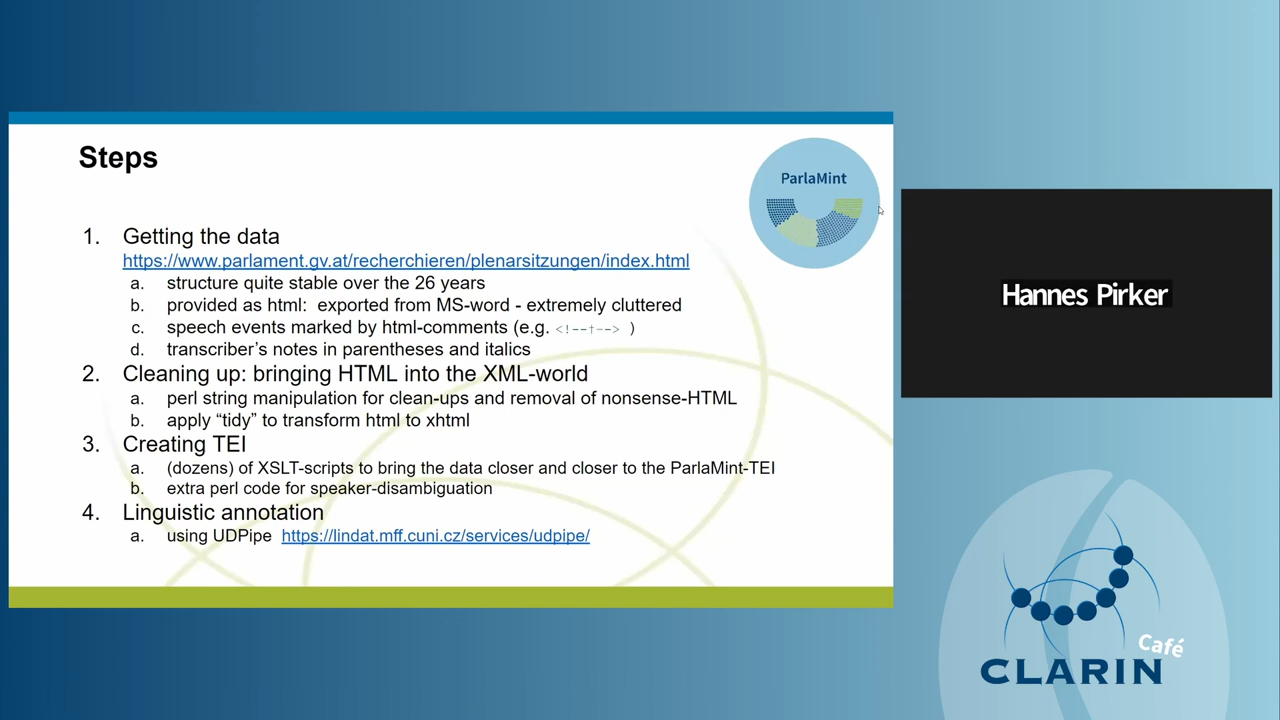 Steps
ParlaMint
1. Getting the data
https://www.parlament.gv.at/recherchieren/plenarsitzungen/index.html
a. structure quite stable over the 26 years
b. provided as html: exported from MS-word - extremely cluttered
c. speech events marked by html-comments (e.g. <!--†--> )
d. transcriber's notes in parentheses and italics
2. Cleaning up: bringing HTML into the XML-world
a. perl string manipulation for clean-ups and removal of nonsense-HTML
b. apply “tidy” to transform html to xhtml
3. Creating TEI
a. (dozens) of XSLT-scripts to bring the data closer and closer to the ParlaMint-TEI
b. extra perl code for speaker-disambiguation
4. Linguistic annotation
a. using UDPipe https://lindat.mff.cuni.cz/services/udpipe/
Hannes Pirker
Café
CLARIN